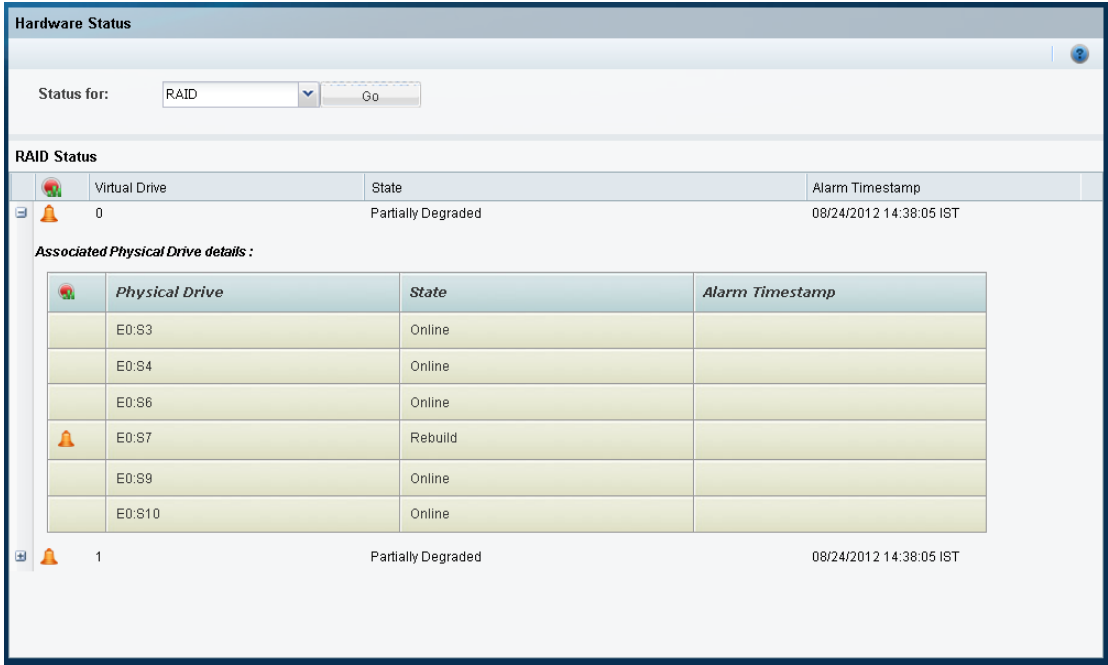 Hardware Status
?
Status for: RAID Go
RAID Status
Virtual Drive State Alarm Timestamp
0 Partially Degraded 08/24/2012 14:38:05 IST
Associated Physical Drive details :
Physical Drive State Alarm Timestamp
E0:S3 Online
E0:S4 Online
E0:S6 Online
E0:S7 Rebuild
E0:S9 Online
E0:S10 Online
1 Partially Degraded 08/24/2012 14:38:05 IST